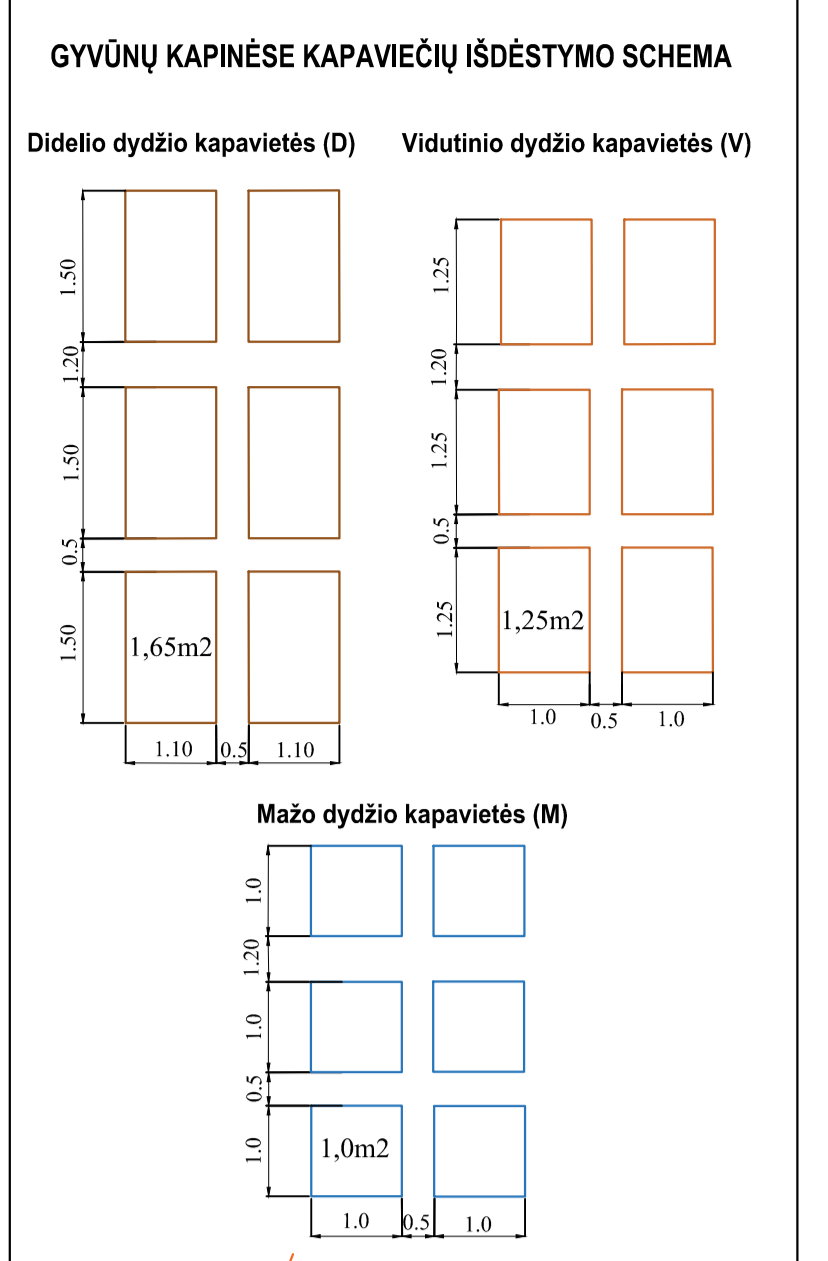 GYVŪNŲ KAPINĖSE KAPAVIEČIŲ IŠDĖSTYMO SCHEMA
Didelio dydžio kapavietės (D)
1.50
1.20
1.50
0.5
1.50
1,65m2
1.10 0.5 1.10
Vidutinio dydžio kapavietės (V)
1.25
1.20
1.25
0.5
1.25
1,25m2
1.0 0.5 1.0
Mažo dydžio kapavietės (M)
1.0
1.20
1.0
0.5
1.0
1,0m2
1.0 0.5 1.0